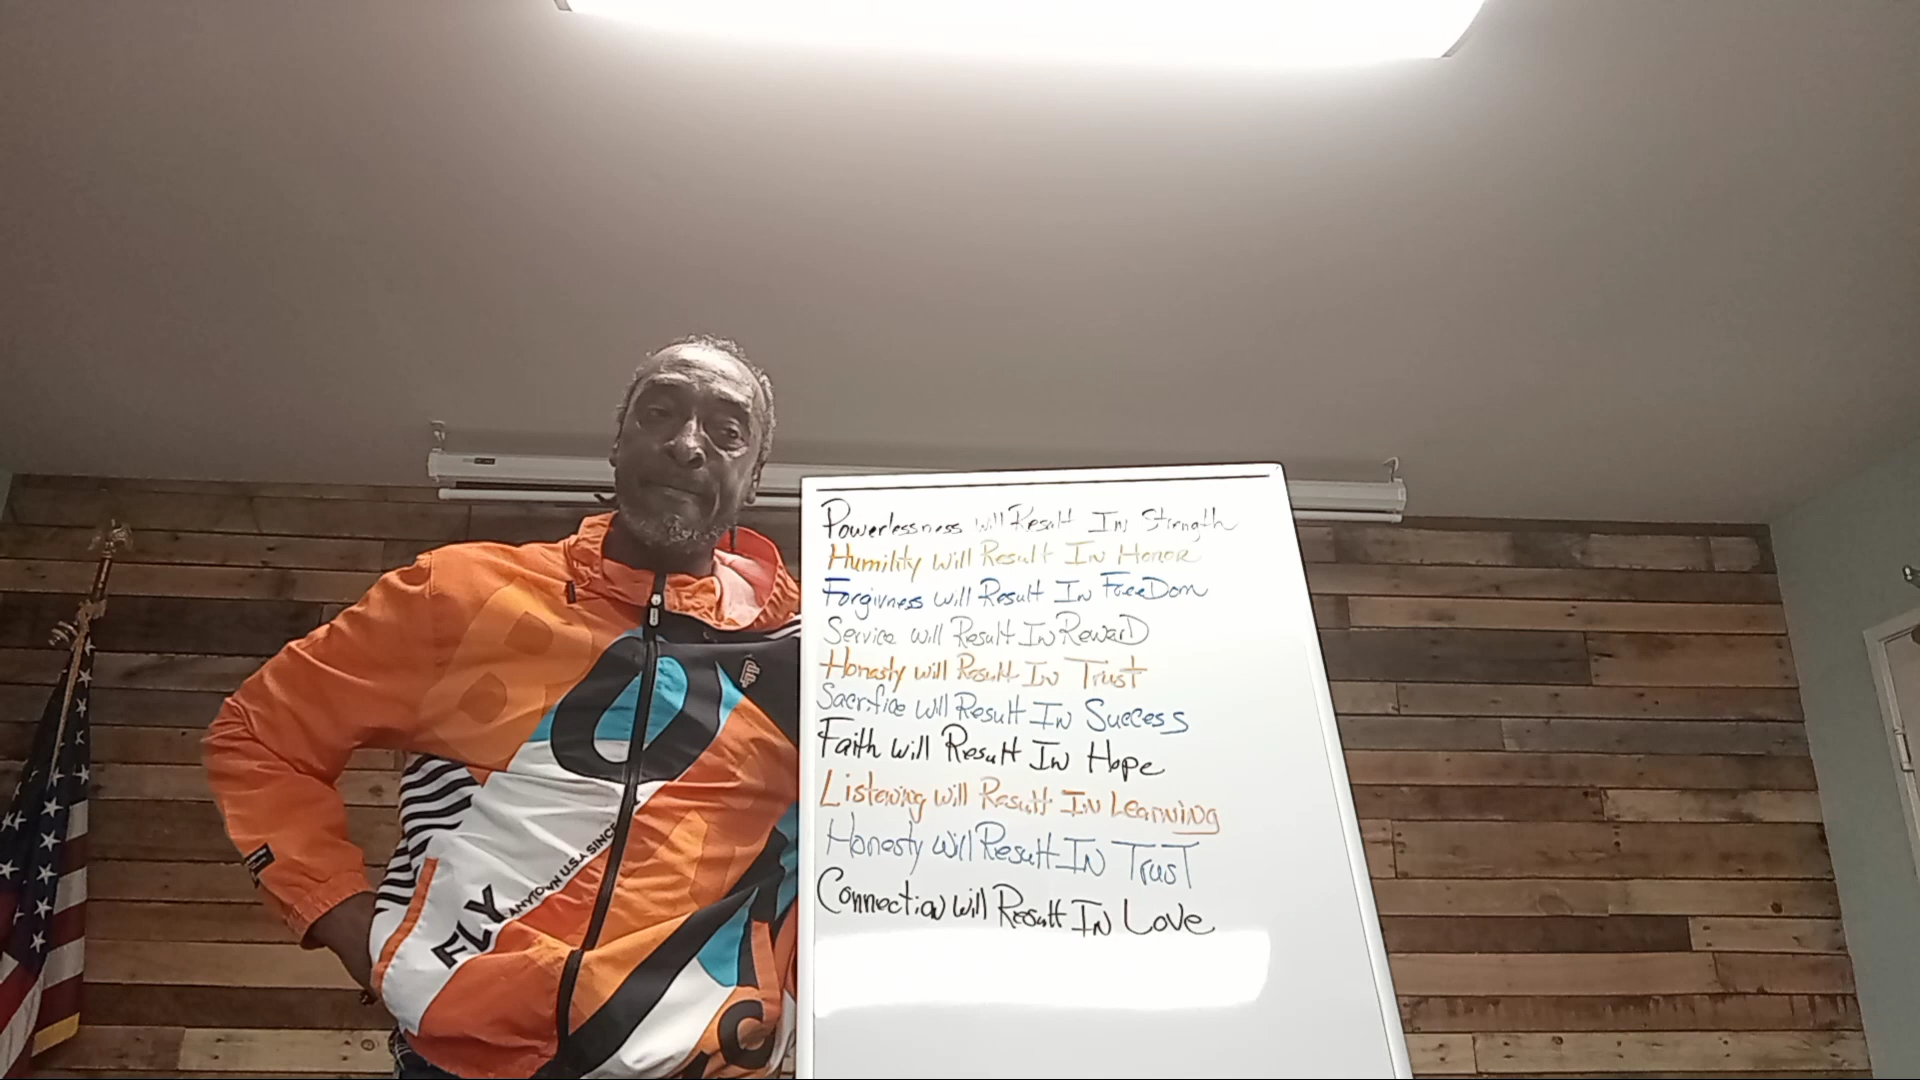 Powerlessness will Result In Strength
Humility Will Result In Honor
Forgivness will Result In FreeDom
Service will Result In RewarD
Honesty will Result In Trust
Sacrifice will Result In Success
Faith will Result In Hope
Listening will Result In Learning
Honesty Will Result IN TrusT
Connection will Result In Love
FLY
ANYTOWN U.S.A SINCE